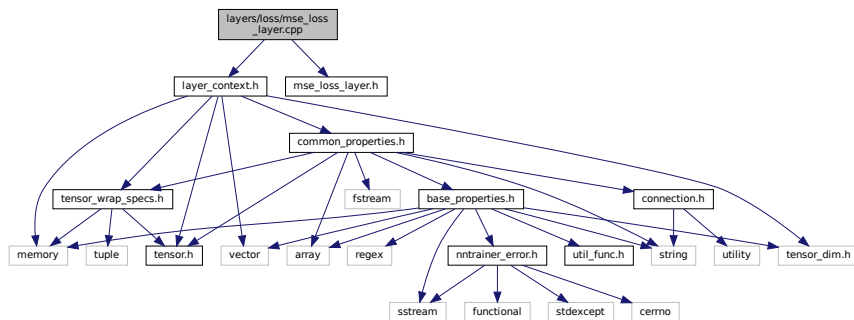 layers/loss/mse_loss
_layer.cpp
layer_context.h
mse_loss_layer.h
common_properties.h
tensor_wrap_specs.h
fstream
base_properties.h
connection.h
memory
tuple
tensor.h
vector
array
regex
nntrainer_error.h
util_func.h
string
utility
tensor_dim.h
sstream
functional
stdexcept
cerrno